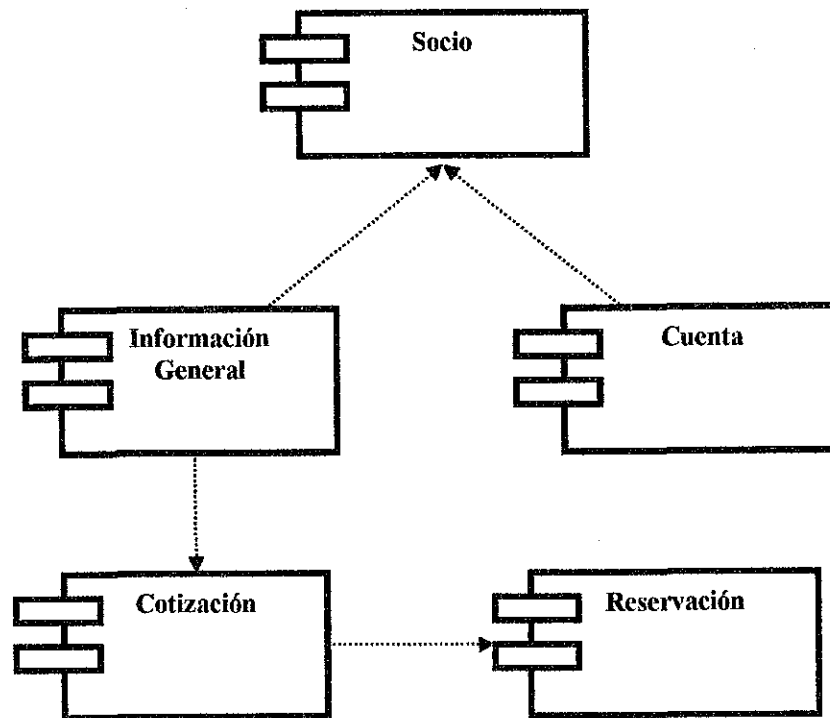 Socio
Información
General
Cuenta
Cotización
Reservación